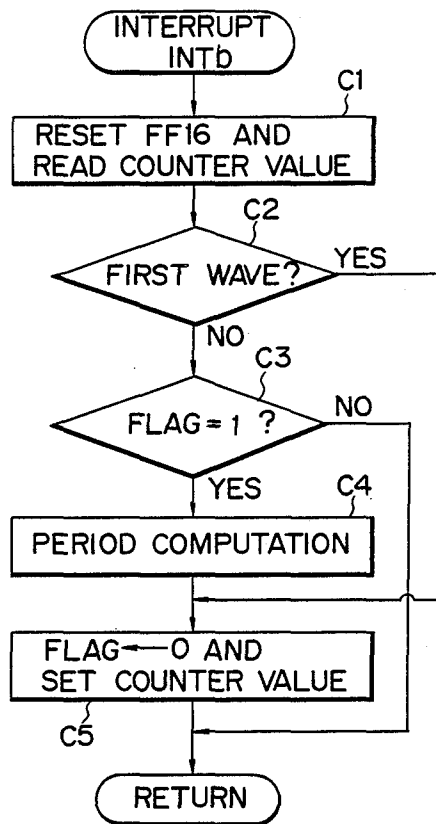 INTERRUPT
INTb
C1
RESET FF16 AND
READ COUNTER VALUE
C2
FIRST WAVE?
YES
NO
C3
FLAG=1 ?
NO
YES
C4
PERIOD COMPUTATION
FLAG←0 AND
SET COUNTER VALUE
C5
RETURN